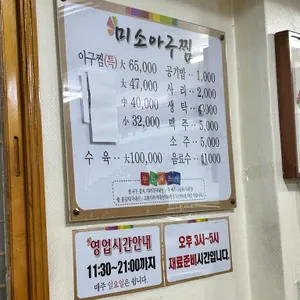 미소아구찜
아구찜(특) 大 65,000
大 47,000
中 40,000
小 32,000
수육‥大100,000
공기밥‥1,000
사리‥2,000
생탁‥4,000
맥주‥5,000
소주‥5,000
음료수‥1000
영업시간안내
11:30~21:00까지
매주 일요일은 쉽니다.
오후 3시~5시
재료준비시간입니다.